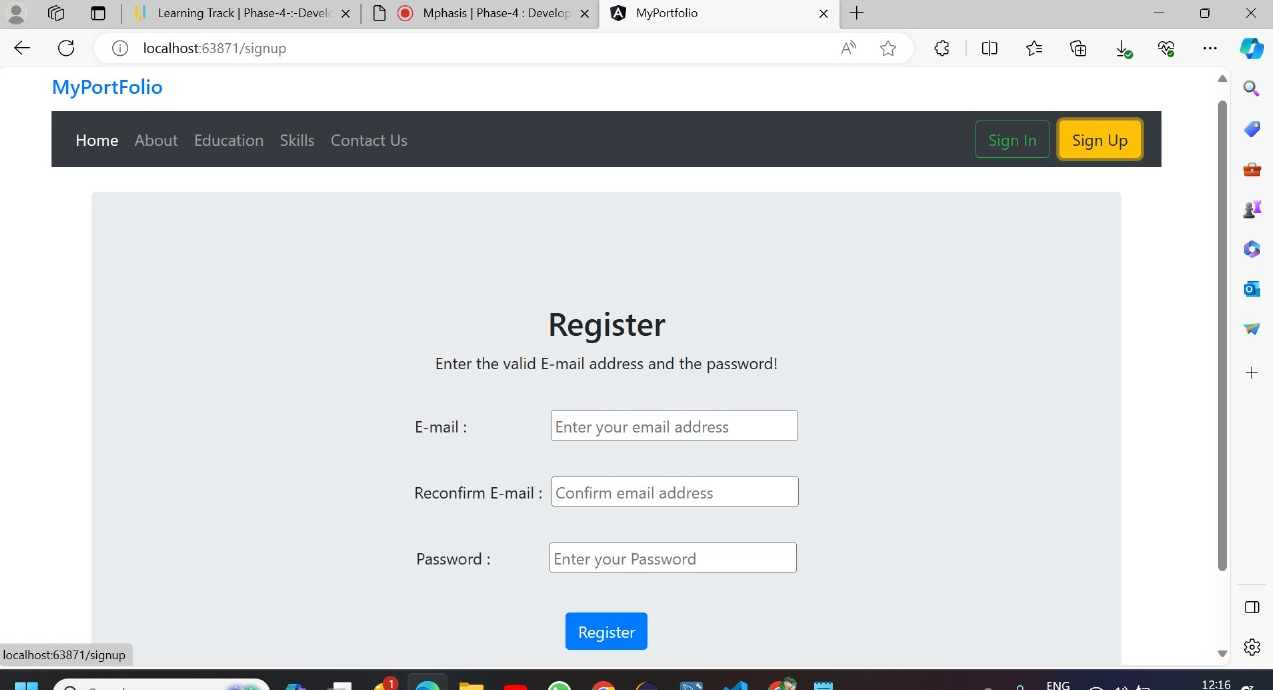 Learning Track | Phase-4-:-Devel
Mphasis | Phase-4 : Develop
MyPortfolio
localhost:63871/signup
MyPortFolio
Home About Education Skills Contact Us Sign In Sign Up
Register
Enter the valid E-mail address and the password!
E-mail : Enter your email address
Reconfirm E-mail : Confirm email address
Password : Enter your Password
Register
localhost:63871/signup
1
ENG
12:16